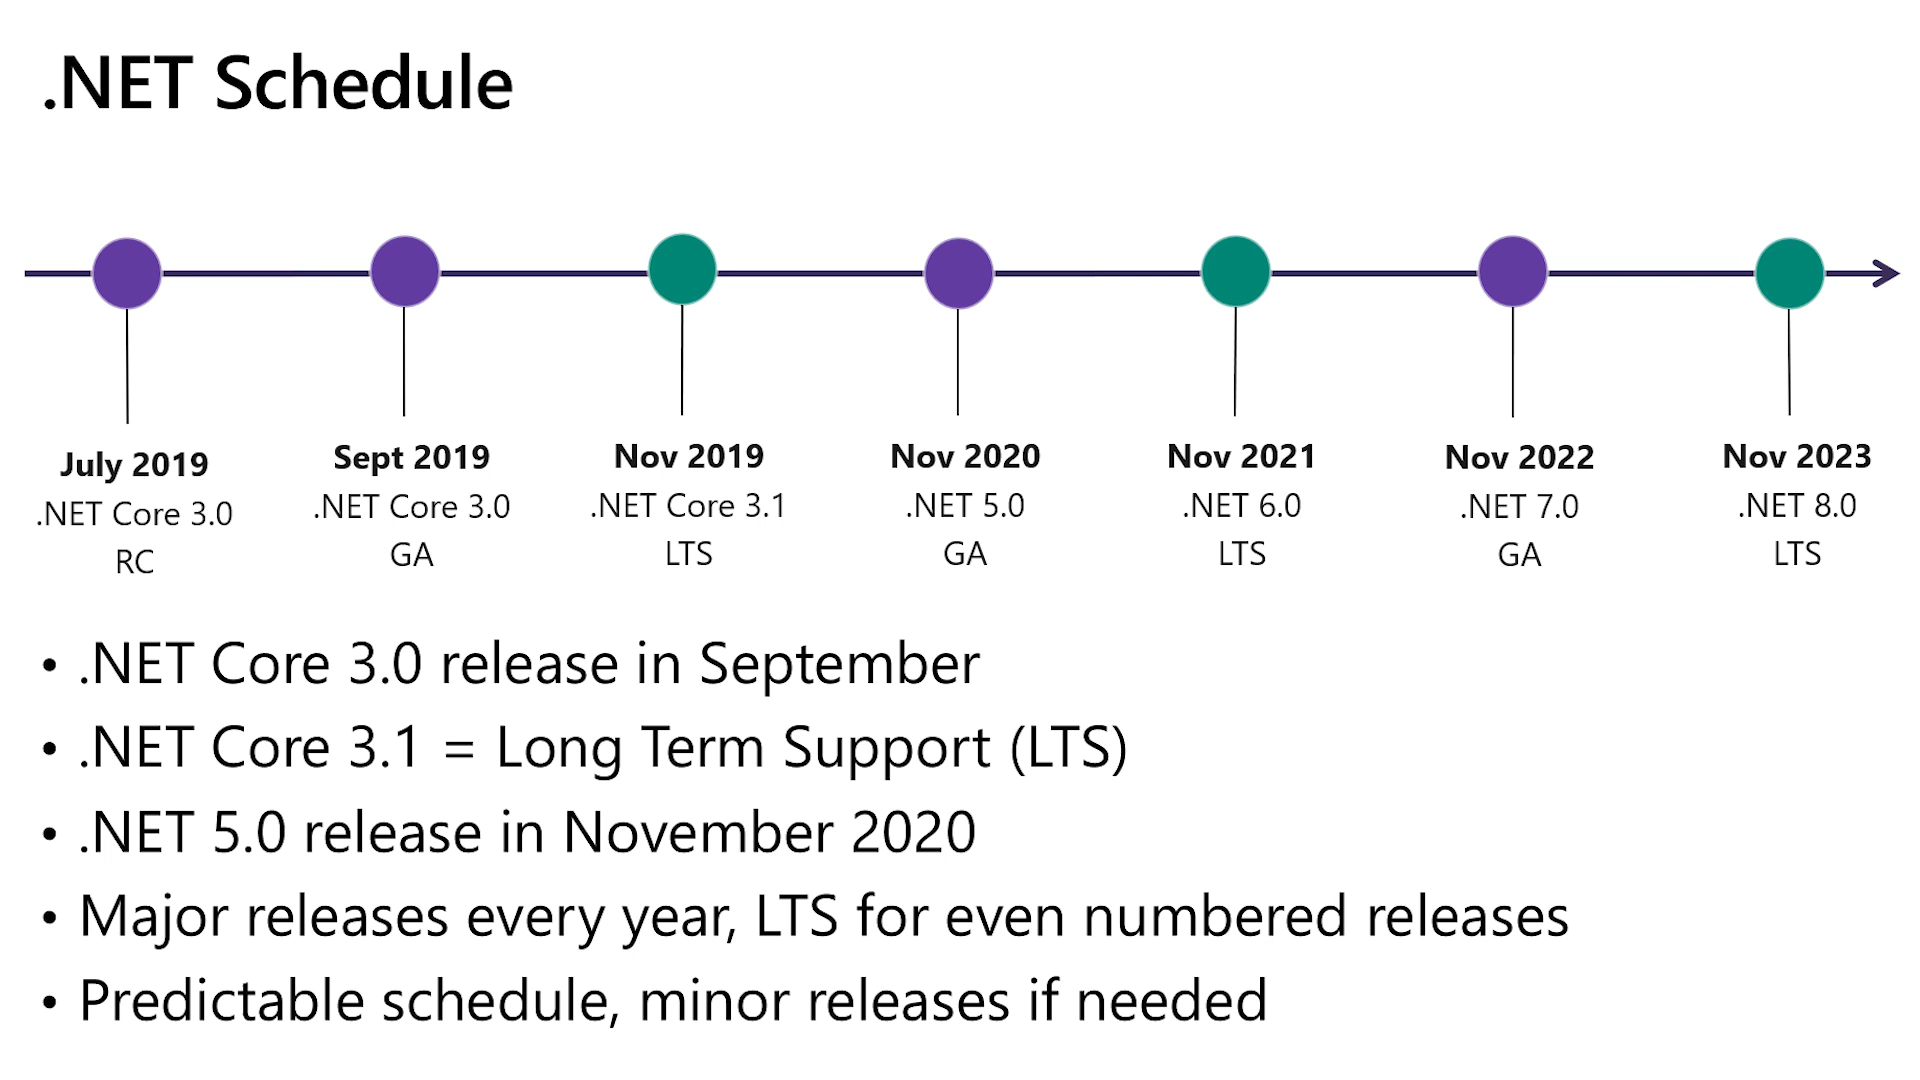 .NET Schedule
July 2019
.NET Core 3.0
RC
Sept 2019
.NET Core 3.0
GA
Nov 2019
.NET Core 3.1
LTS
Nov 2020
.NET 5.0
GA
Nov 2021
.NET 6.0
LTS
Nov 2022
.NET 7.0
GA
Nov 2023
.NET 8.0
LTS
• .NET Core 3.0 release in September
• .NET Core 3.1 = Long Term Support (LTS)
• .NET 5.0 release in November 2020
• Major releases every year, LTS for even numbered releases
• Predictable schedule, minor releases if needed